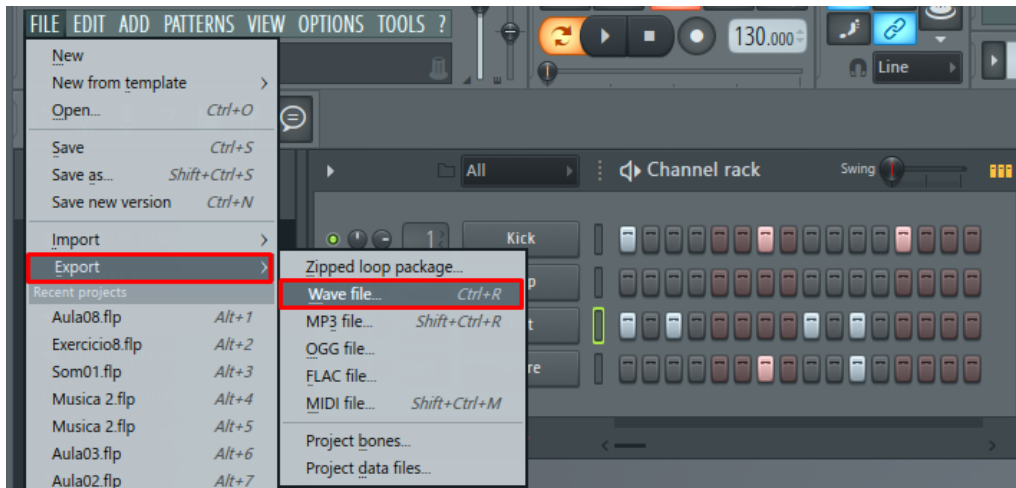 FILE EDIT ADD PATTERNS VIEW OPTIONS TOOLS ?
130.000
Line
New
New from template
Open... Ctrl+O
Save Ctrl+S
Save as... Shift+Ctrl+S
Save new version Ctrl+N
Import
Export
Recent projects
Aula08.flp Alt+1
Exercicio8.flp Alt+2
Som01.flp Alt+3
Musica 2.flp Alt+4
Musica 2.flp Alt+5
Aula03.flp Alt+6
Aula02.flp Alt+7
Zipped loop package...
Wave file... Ctrl+R
MP3 file... Shift+Ctrl+R
OGG file...
FLAC file...
MIDI file... Shift+Ctrl+M
Project bones...
Project data files...
All
Channel rack
Swing
1
Kick
p
t
re